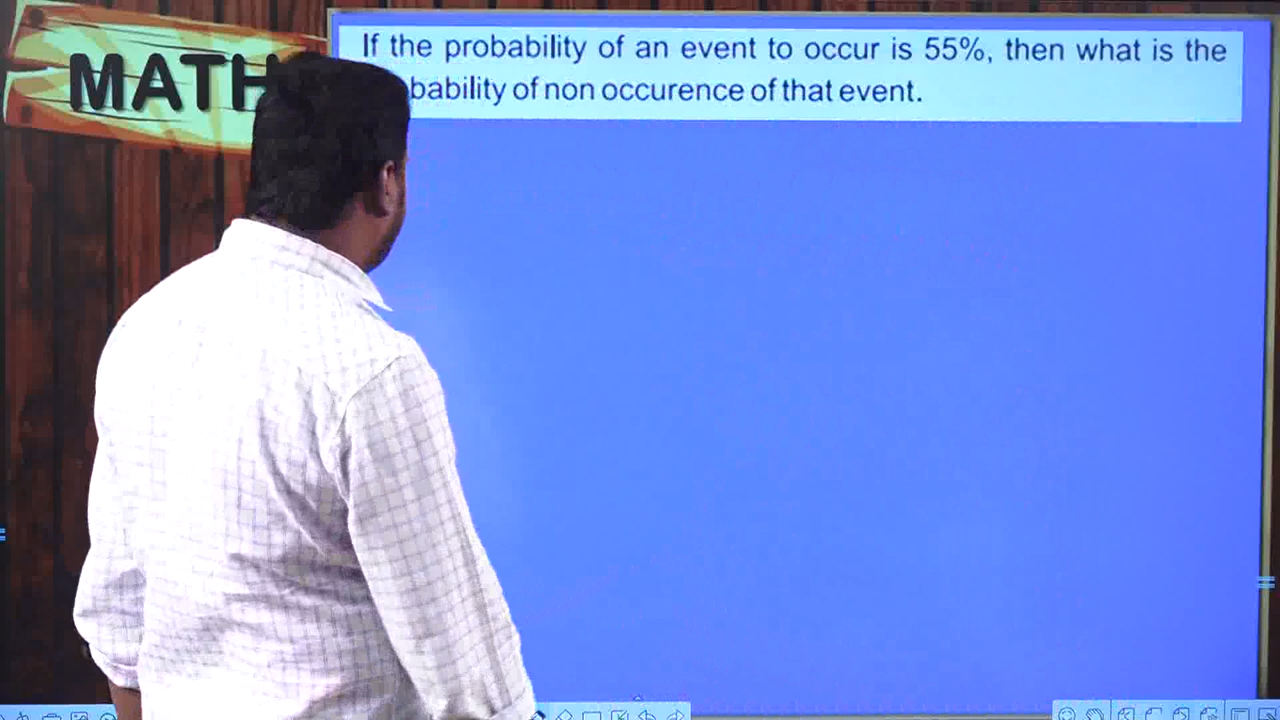 MATH
If the probability of an event to occur is 55%, then what is the
bability of non occurence of that event.